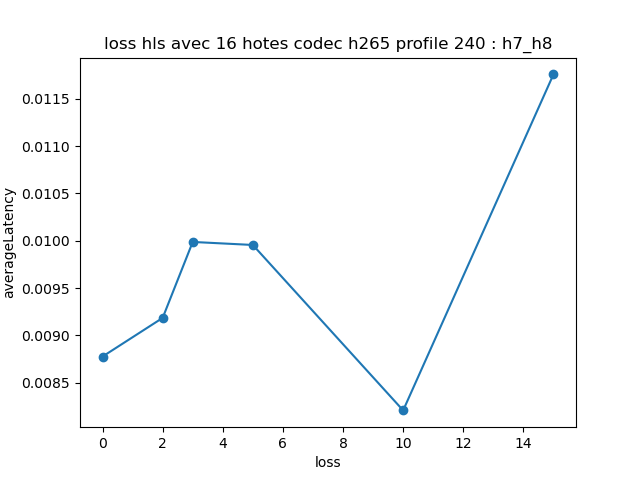 loss hls avec 16 hotes codec h265 profile 240 : h7_h8
averageLatency
0.0115
0.0110
0.0105
0.0100
0.0095
0.0090
0.0085
0 2 4 6 8 10 12 14
loss